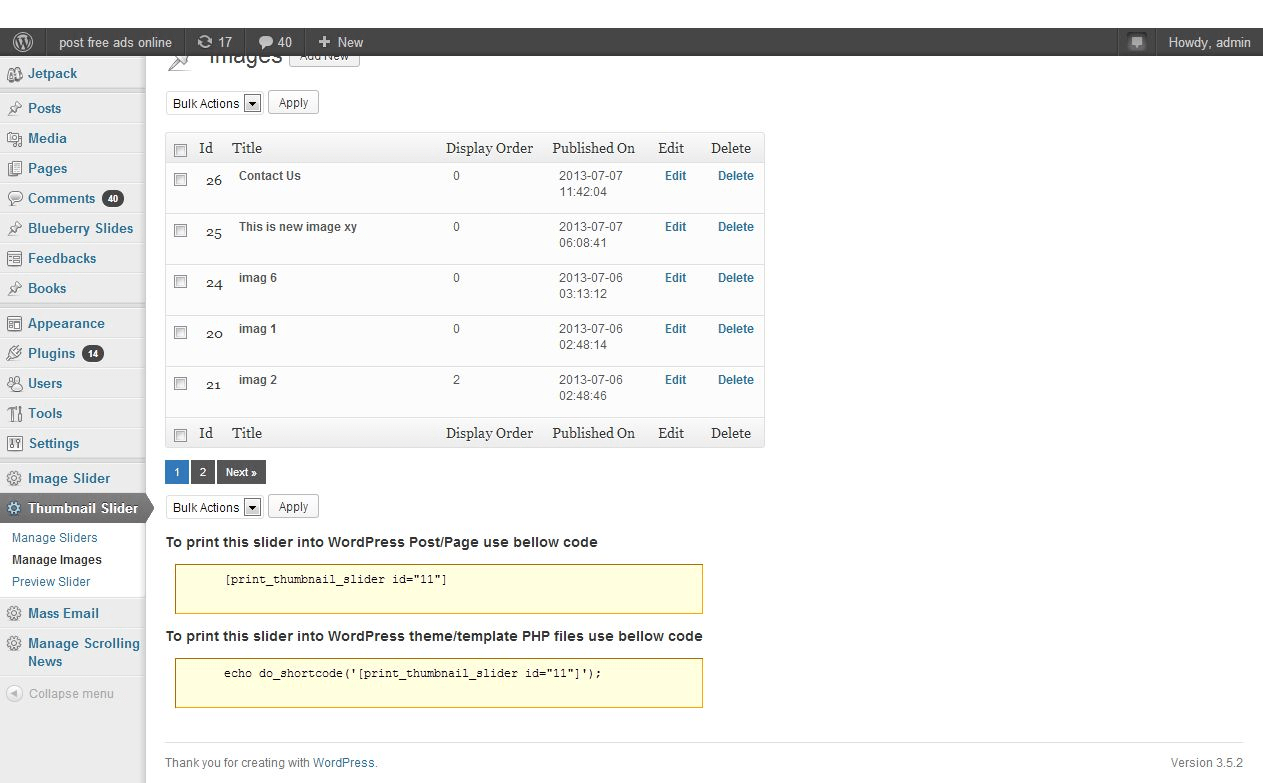 post free ads online 17 40 + New Howdy, admin
Jetpack
Posts
Media
Pages
Comments 40
Blueberry Slides
Feedbacks
Books
Appearance
Plugins 14
Users
Tools
Settings
Image Slider
Thumbnail Slider
Manage Sliders
Manage Images
Preview Slider
Mass Email
Manage Scrolling
News
Collapse menu
Images Add New
Bulk Actions Apply
Id Title Display Order Published On Edit Delete
26 Contact Us 0 2013-07-07 Edit Delete
11:42:04
25 This is new image xy 0 2013-07-07 Edit Delete
06:08:41
24 imag 6 0 2013-07-06 Edit Delete
03:13:12
20 imag 1 0 2013-07-06 Edit Delete
02:48:14
21 imag 2 2 2013-07-06 Edit Delete
02:48:46
Id Title Display Order Published On Edit Delete
1 2 Next »
Bulk Actions Apply
To print this slider into WordPress Post/Page use bellow code
[print_thumbnail_slider id="11"]
To print this slider into WordPress theme/template PHP files use bellow code
echo do_shortcode('[print_thumbnail_slider id="11"]');
Thank you for creating with WordPress. Version 3.5.2